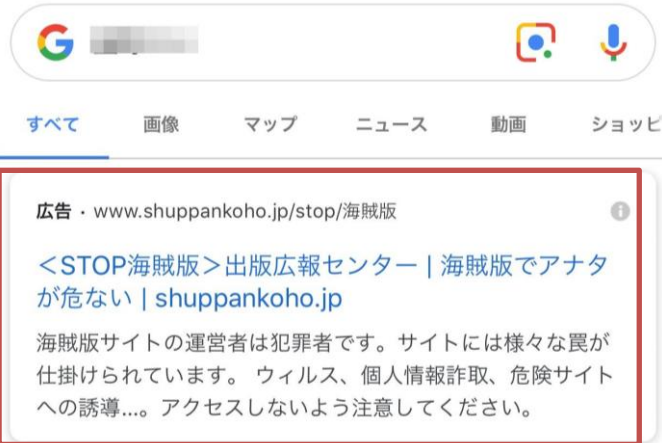 すべて 画像 マップ ニュース 動画 ショッピ
広告・www.shuppankoho.jp/stop/海賊版
＜STOP海賊版＞出版広報センター | 海賊版でアナタ
が危ない | shuppankoho.jp
海賊版サイトの運営者は犯罪者です。サイトには様々な罠が
仕掛けられています。 ウィルス、個人情報詐取、危険サイト
への誘導...。アクセスしないよう注意してください。